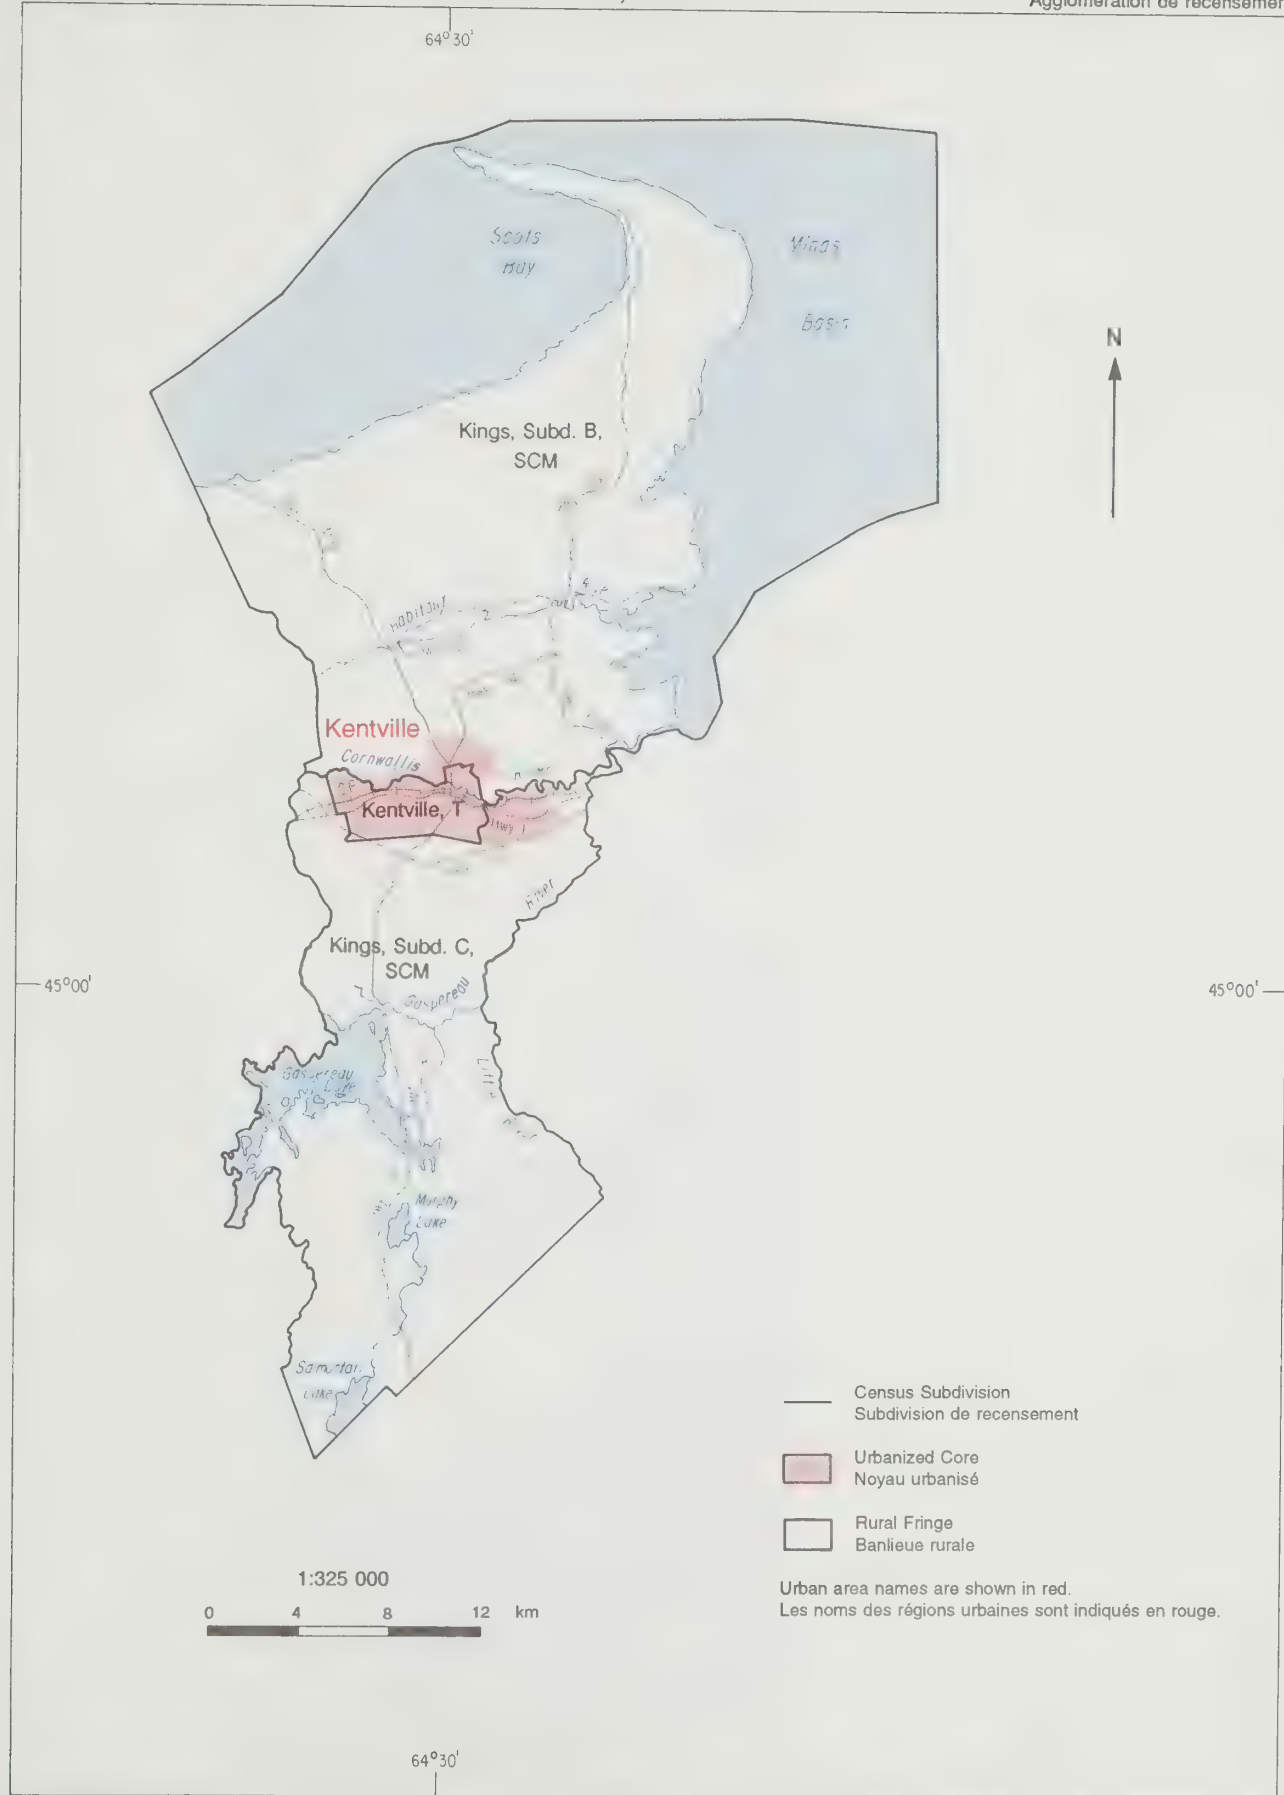 Agglomération de recensement
64°30'
Scots
Bay
Minas
Basin
N
Kings, Subd. B,
SCM
Habitant
Kentville
Cornwallis
Kentville, T
Hwy 1
River
Kings, Subd. C,
SCM
45°00'
45°00'
Gaspereau
Gaspereau
Lake
Little
River
Murphy
Lake
Lake
Census Subdivision
Subdivision de recensement
Urbanized Core
Noyau urbanisé
Rural Fringe
Banlieue rurale
1:325 000
Urban area names are shown in red.
Les noms des régions urbaines sont indiqués en rouge.
0 4 8 12 km
64°30'